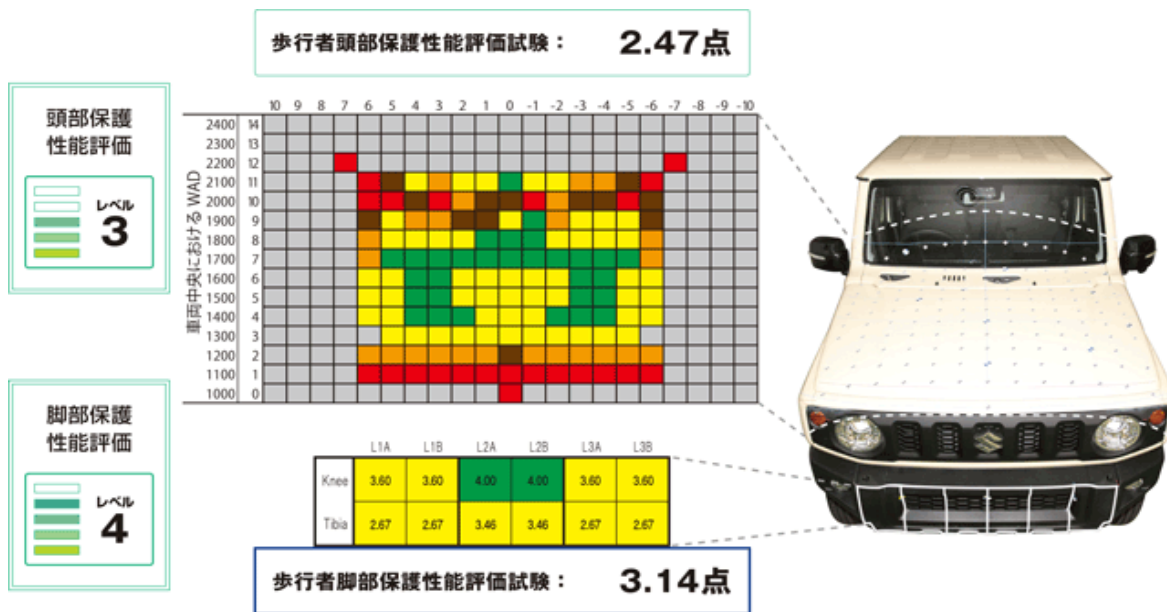 歩行者頭部保護性能評価試験： 2.47点
頭部保護
性能評価
レベル
3
10 9 8 7 6 5 4 3 2 1 0 -1 -2 -3 -4 -5 -6 -7 -8 -9 -10
車両中央における WAD
2400 14
2300 13
2200 12
2100 11
2000 10
1900 9
1800 8
1700 7
1600 6
1500 5
1400 4
1300 3
1200 2
1100 1
1000 0
脚部保護
性能評価
レベル
4
L1A L1B L2A L2B L3A L3B
Knee 3.60 3.60 4.00 4.00 3.60 3.60
Tibia 2.67 2.67 3.46 3.46 2.67 2.67
歩行者脚部保護性能評価試験： 3.14点